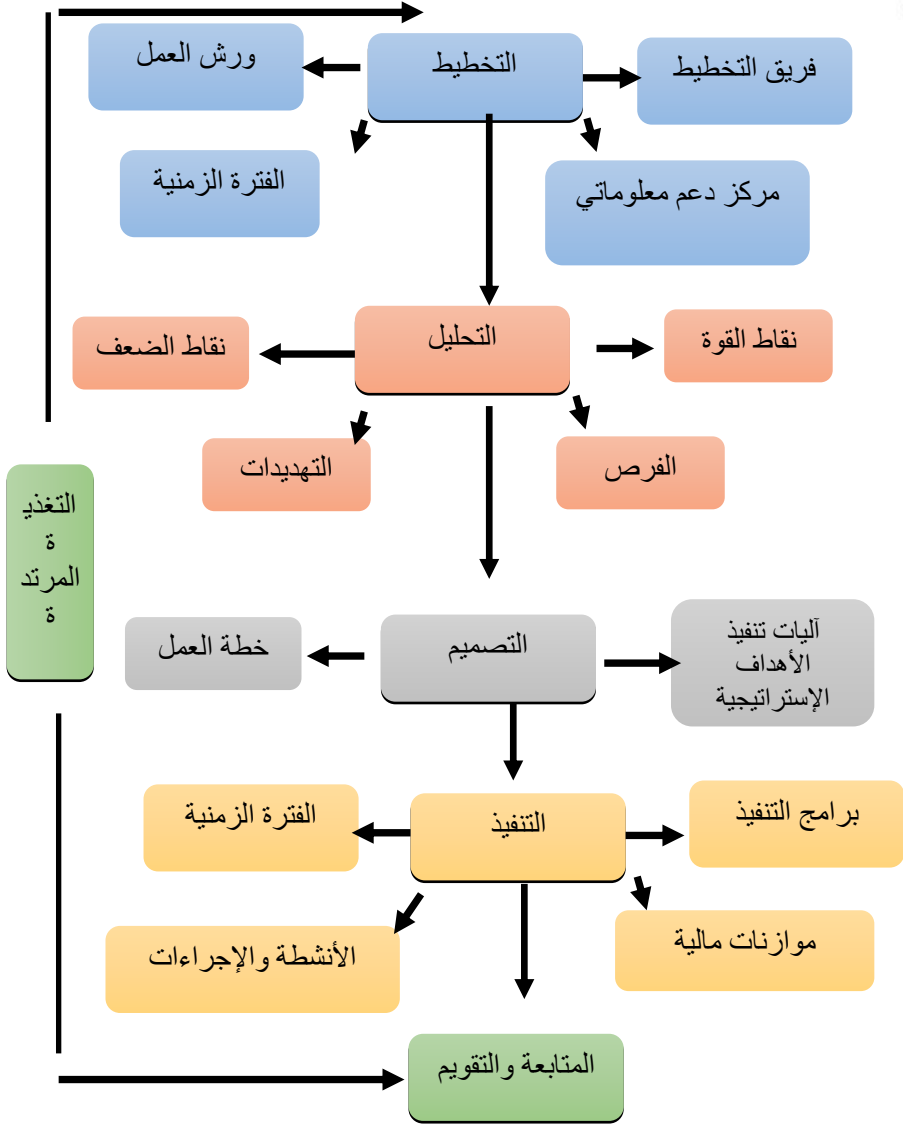 التخطيط
فريق التخطيط
ورش العمل
مركز دعم معلوماتي
الفترة الزمنية
التحليل
نقاط القوة
نقاط الضعف
الفرص
التهديدات
التغذي
ة
المرتد
ة
التصميم
آليات تنفيذ
الأهداف
الإستراتيجية
خطة العمل
التنفيذ
برامج التنفيذ
الفترة الزمنية
موازنات مالية
الأنشطة والإجراءات
المتابعة والتقويم